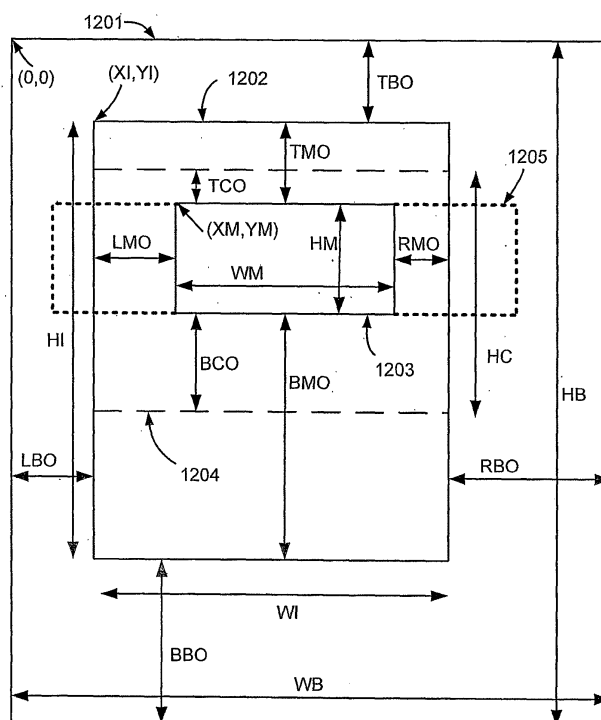 1201
(0,0)
(XI,YI)
1202
TBO
TMO
1205
TCO
(XM,YM)
LMO
HM
RMO
WM
HI
BCO
BMO
1203
HC
HB
LBO
1204
RBO
WI
BBO
WB